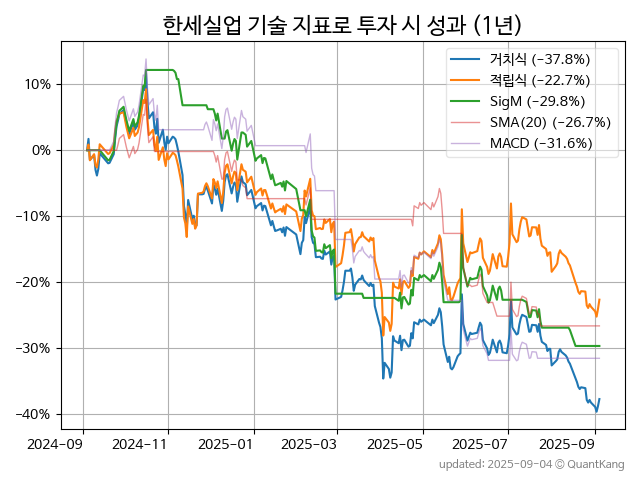 한세실업 기술 지표로 투자 시 성과 (1년)
거치식 (−37.8%)
적립식 (−22.7%)
SigM (−29.8%)
SMA(20) (−26.7%)
MACD (−31.6%)
10%
0%
−10%
−20%
−30%
−40%
2024−09 2024−11 2025−01 2025−03 2025−05 2025−07 2025−09
updated: 2025−09−04 © QuantKang